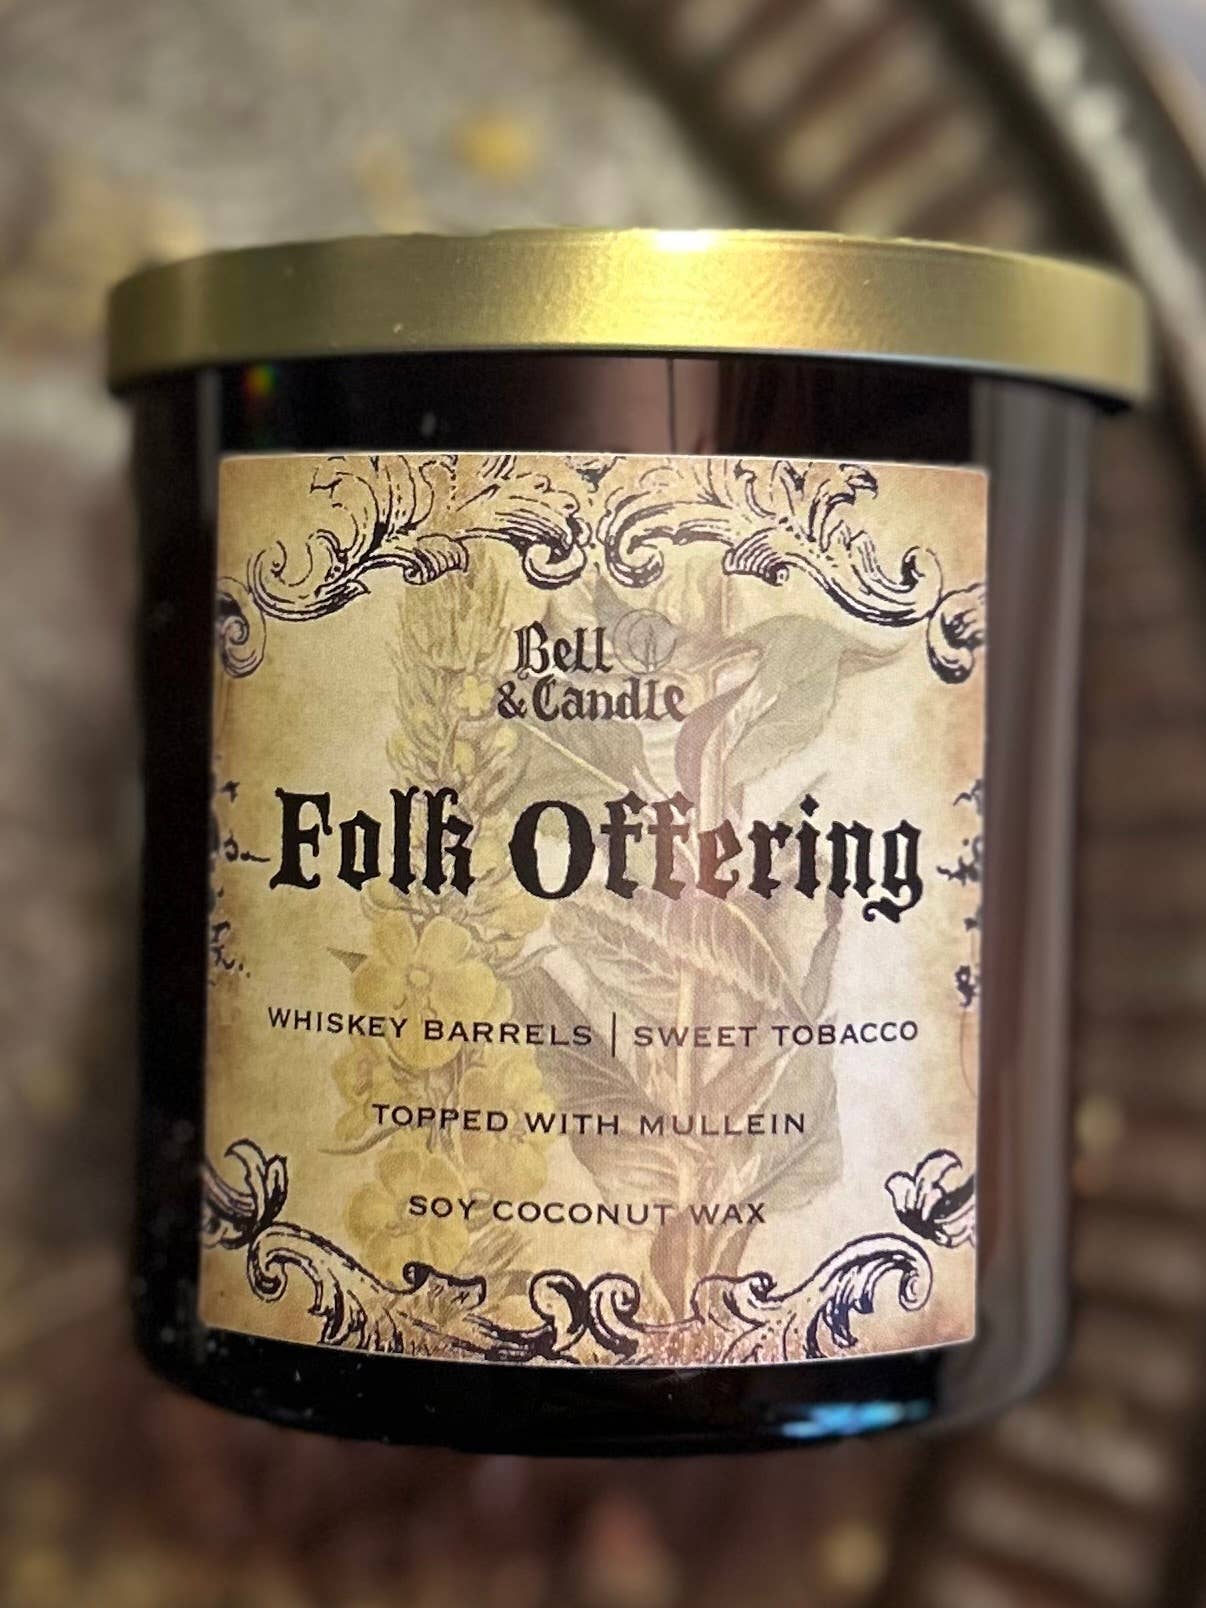 Bell
& Candle
Folk Offering
WHISKEY BARRELS | SWEET TOBACCO
TOPPED WITH MULLEIN
SOY COCONUT WAX